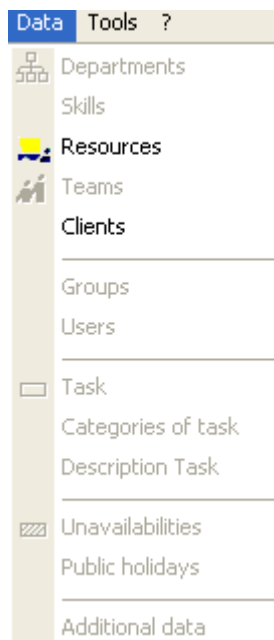 Data Tools ?
Departments
Skills
Resources
Teams
Clients
Groups
Users
Task
Categories of task
Description Task
Unavailabilities
Public holidays
Additional data